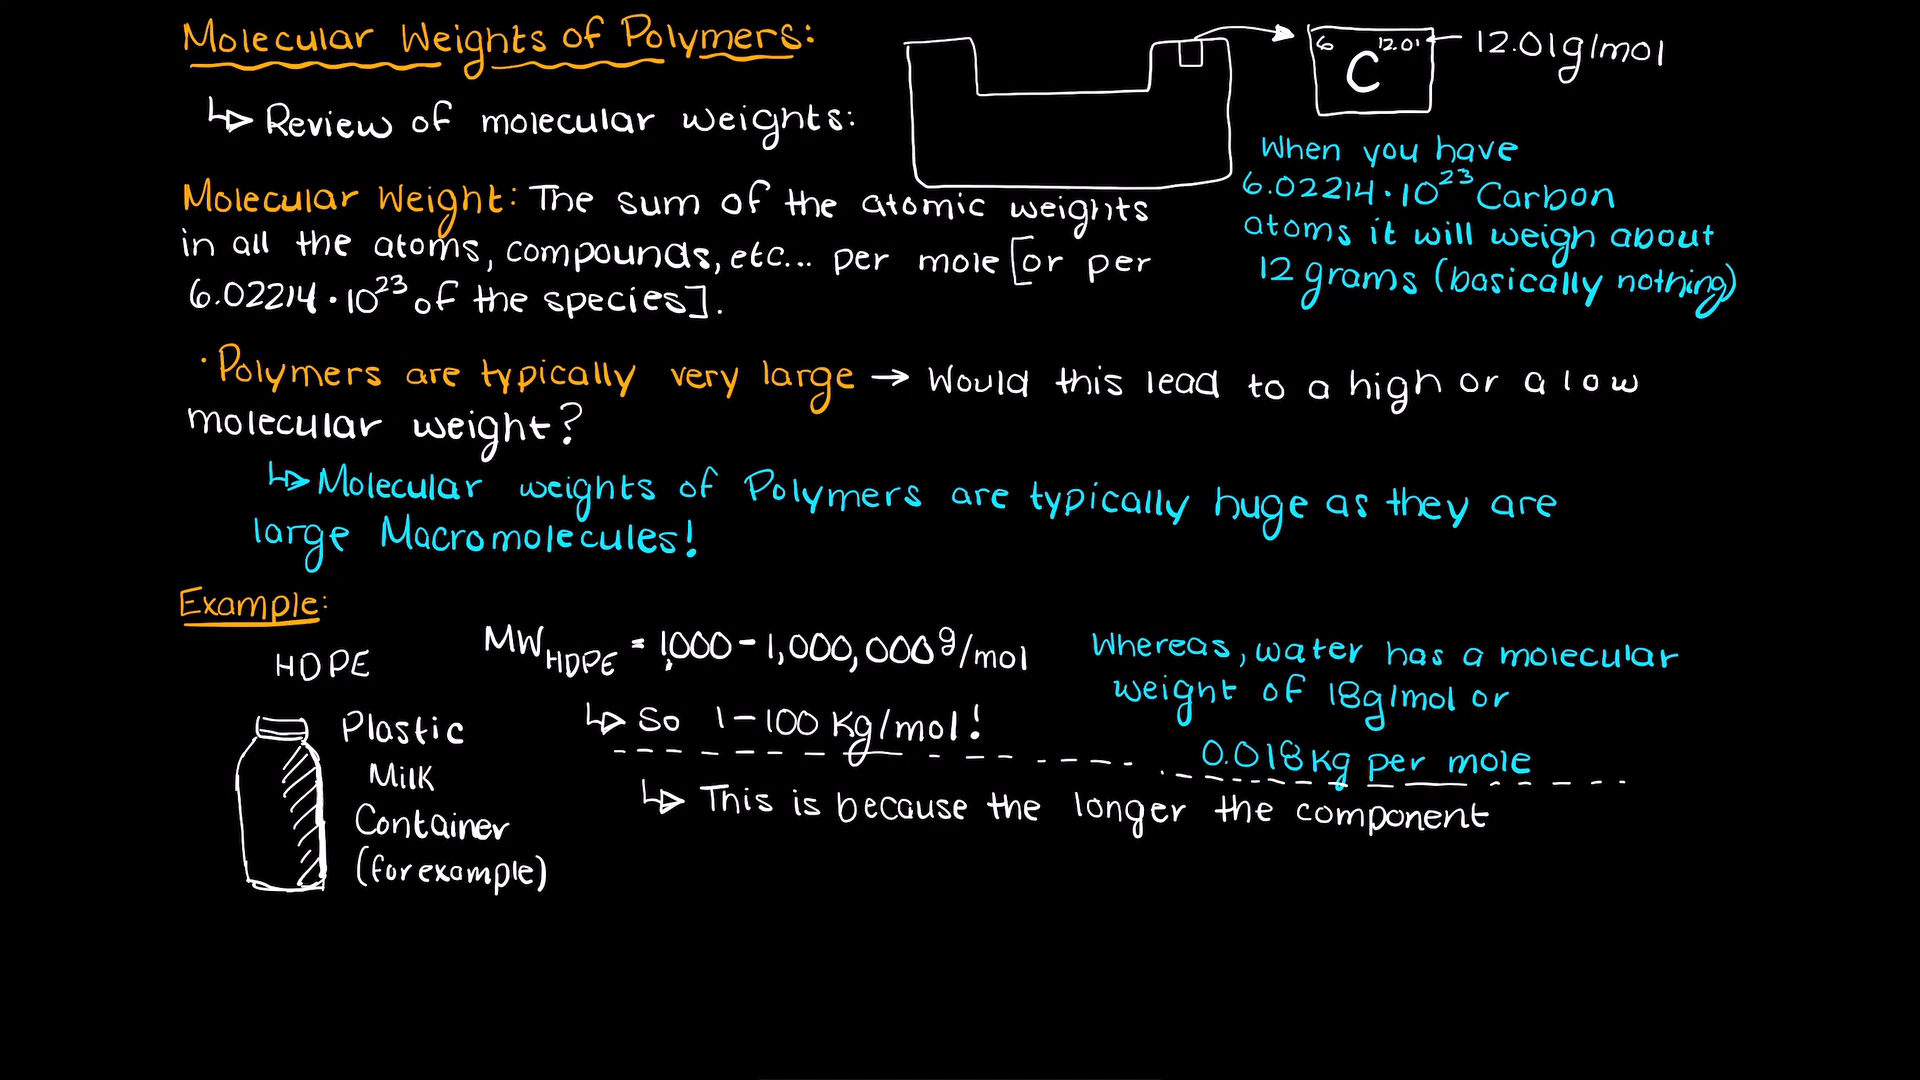 Molecular Weights of Polymers:
↳ Review of molecular weights:
6 C 12.01 ← 12.01g/mol
When you have
6.02214·10²³ Carbon
atoms it will weigh about
12 grams (basically nothing)
Molecular Weight: The sum of the atomic weights
in all the atoms, compounds, etc... per mole [or per
6.02214·10²³ of the species].
· Polymers are typically very large → Would this lead to a high or a low
molecular weight?
↳ Molecular weights of Polymers are typically huge as they are
large Macromolecules!
Example:
HDPE
Plastic
Milk
Container
(for example)
MW HDPE = 1,000 - 1,000,000 g/mol
↳ So 1-100 kg/mol!
Whereas, water has a molecular
weight of 18g/mol or
0.018kg per mole
↳ This is because the longer the component